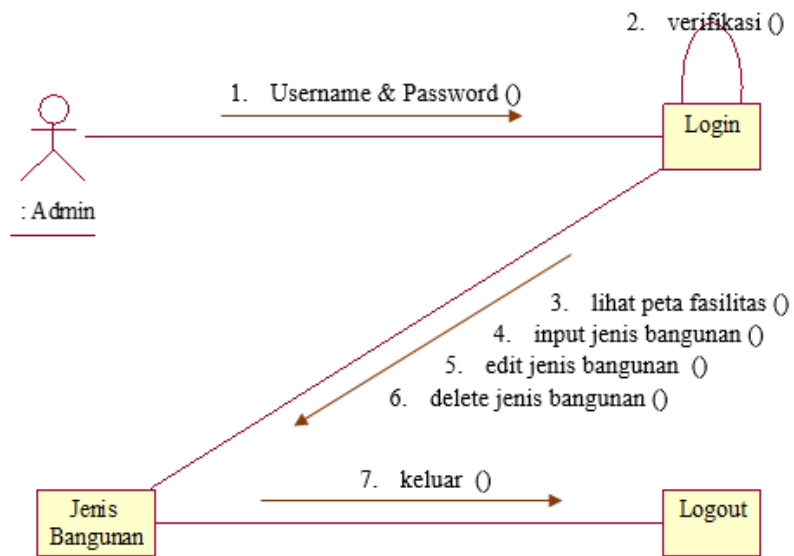 2. verifikasi ()
1. Username & Password ()
Login
: Admin
3. lihat peta fasilitas ()
4. input jenis bangunan ()
5. edit jenis bangunan ()
6. delete jenis bangunan ()
7. keluar ()
Jenis
Bangunan
Logout